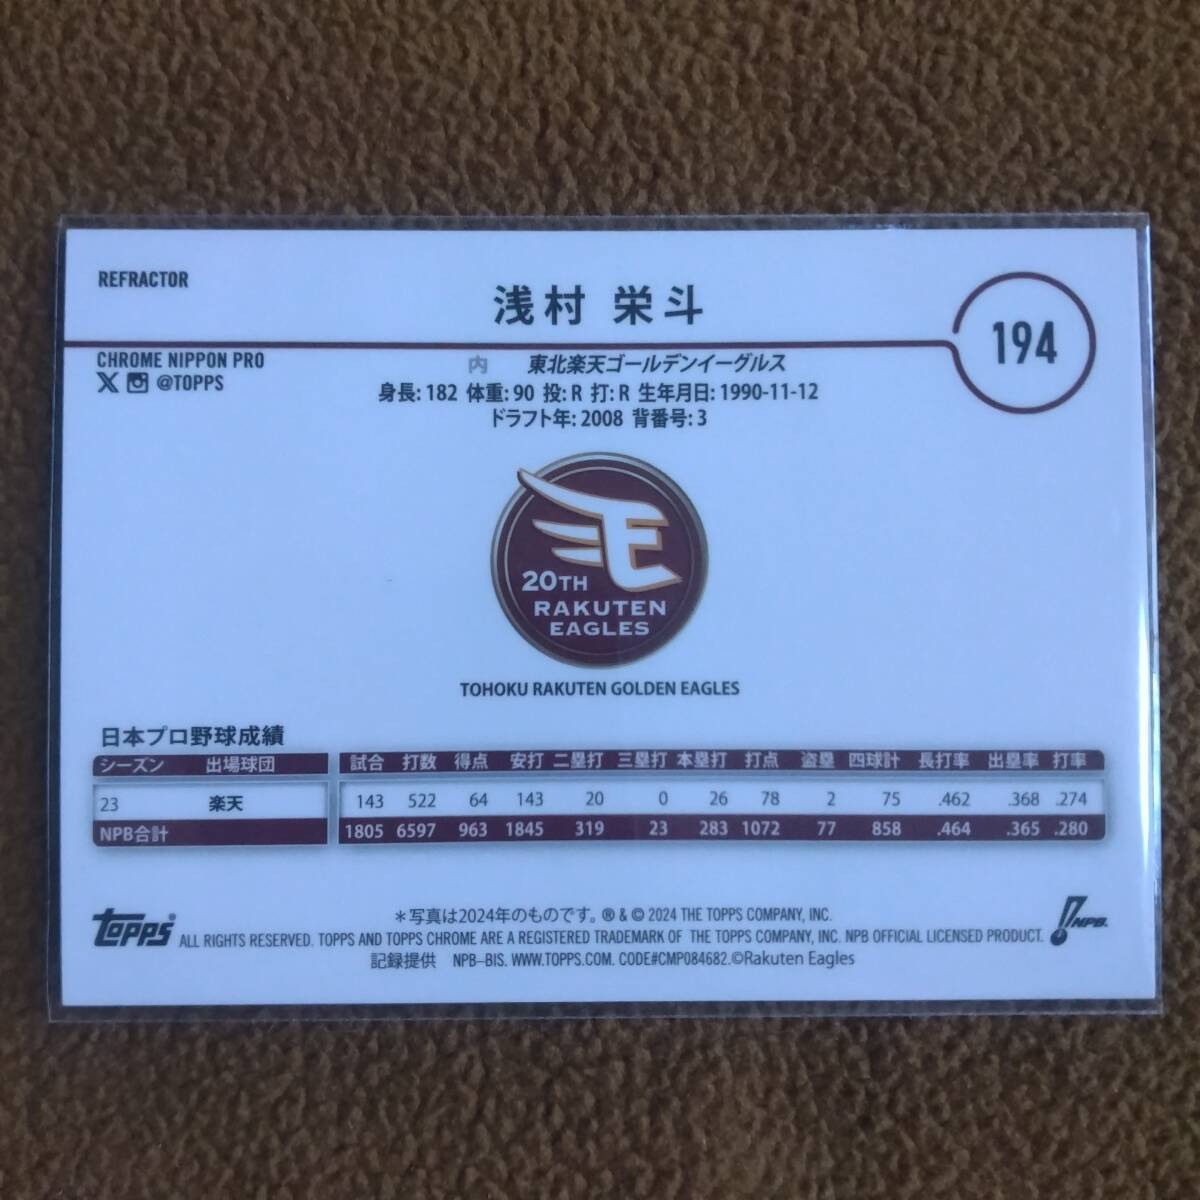 REFRACTOR
浅村 栄斗
194
CHROME NIPPON PRO
@TOPPS
内 東北楽天ゴールデンイーグルス
身長: 182 体重: 90 投: R 打: R 生年月日: 1990-11-12
ドラフト年: 2008 背番号: 3
E
20TH
RAKUTEN
EAGLES
TOHOKU RAKUTEN GOLDEN EAGLES
日本プロ野球成績
シーズン 出場球団 試合 打数 得点 安打 二塁打 三塁打 本塁打 打点 盗塁 四球計 長打率 出塁率 打率
23 楽天 143 522 64 143 20 0 26 78 2 75 .462 .368 .274
NPB合計 1805 6597 963 1845 319 23 283 1072 77 858 .464 .365 .280
＊写真は2024年のものです。® & © 2024 THE TOPPS COMPANY, INC.
Topps® ALL RIGHTS RESERVED. TOPPS AND TOPPS CHROME ARE A REGISTERED TRADEMARK OF THE TOPPS COMPANY, INC. NPB OFFICIAL LICENSED PRODUCT. NPB.
記録提供 NPB–BIS. WWW.TOPPS.COM. CODE#CMP084682.©Rakuten Eagles